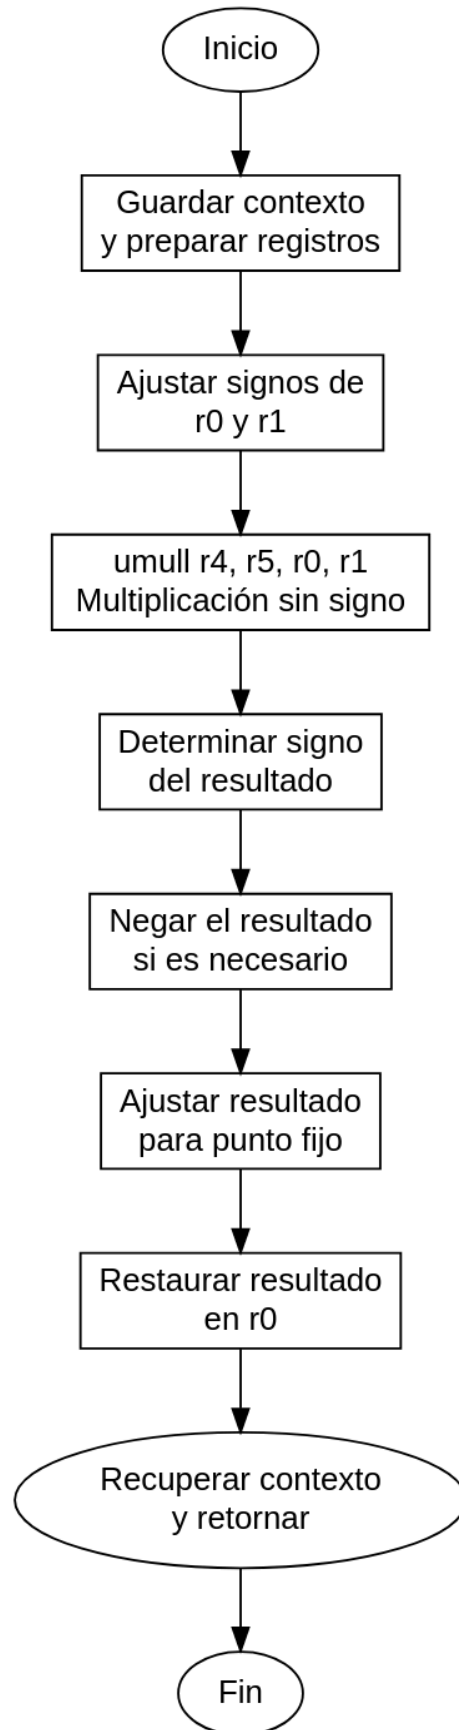 Inicio
Guardar contexto
y preparar registros
Ajustar signos de
r0 y r1
umull r4, r5, r0, r1
Multiplicación sin signo
Determinar signo
del resultado
Negar el resultado
si es necesario
Ajustar resultado
para punto fijo
Restaurar resultado
en r0
Recuperar contexto
y retornar
Fin